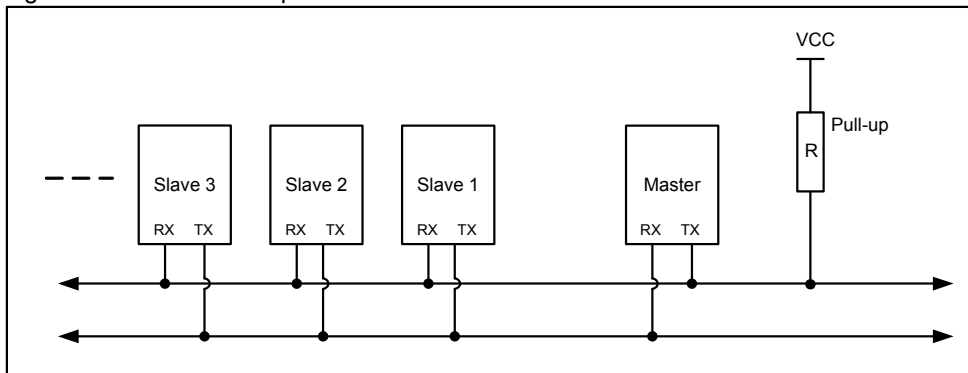 VCC
Pull-up
R
Slave 3
Slave 2
Slave 1
Master
RX TX
RX TX
RX TX
RX TX